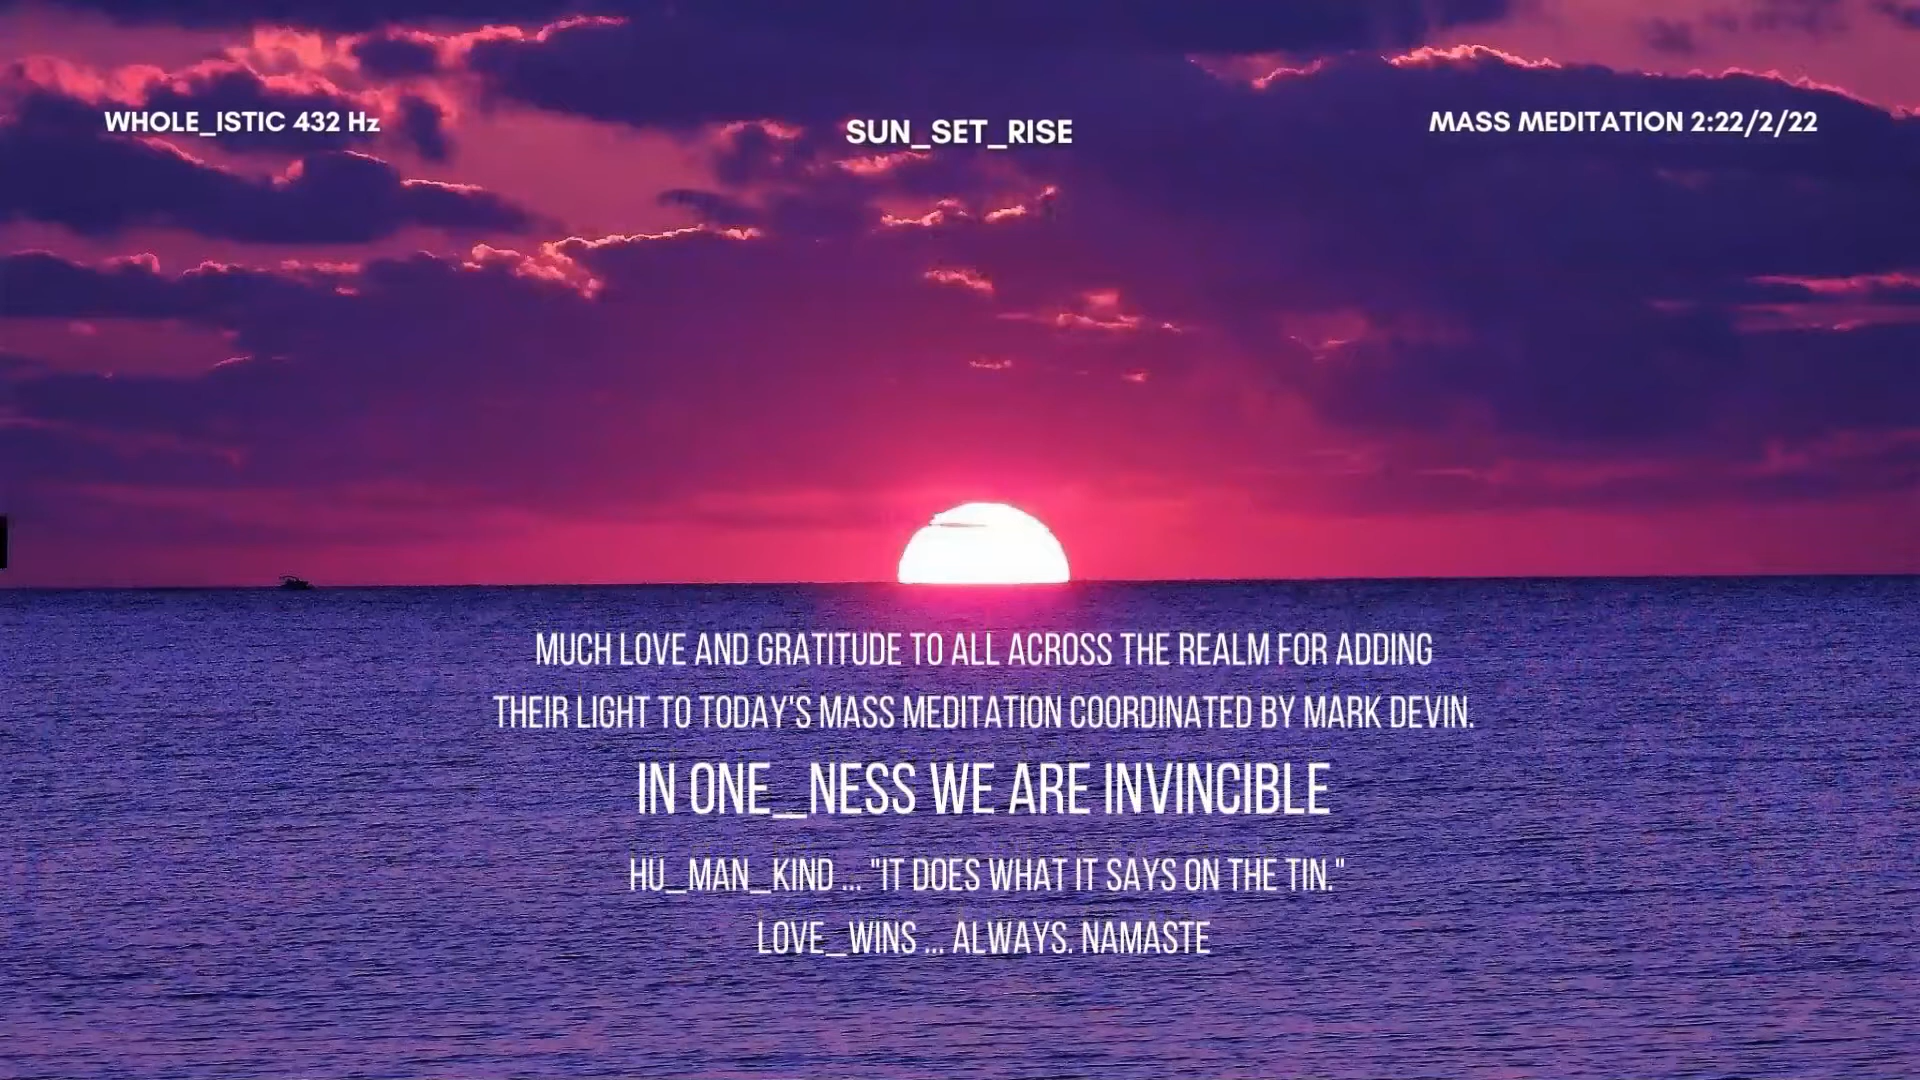 WHOLE_ISTIC 432 Hz
SUN_SET_RISE
MASS MEDITATION 2:22/2/22
MUCH LOVE AND GRATITUDE TO ALL ACROSS THE REALM FOR ADDING
THEIR LIGHT TO TODAY'S MASS MEDITATION COORDINATED BY MARK DEVIN.
IN ONE_NESS WE ARE INVINCIBLE
HU_MAN_KIND ... "IT DOES WHAT IT SAYS ON THE TIN."
LOVE_WINS ... ALWAYS. NAMASTE